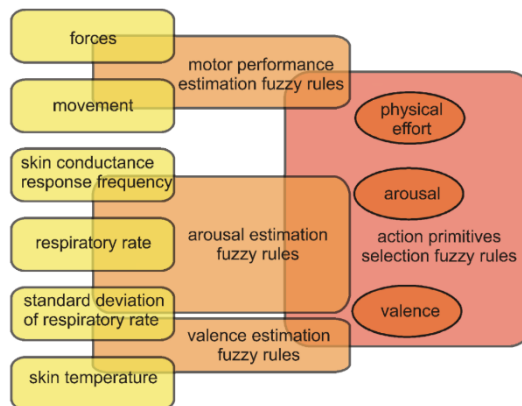 forces
movement
skin conductance
response frequency
respiratory rate
standard deviation
of respiratory rate
skin temperature
motor performance
estimation fuzzy rules
arousal estimation
fuzzy rules
valence estimation
fuzzy rules
physical
effort
arousal
action primitives
selection fuzzy rules
valence